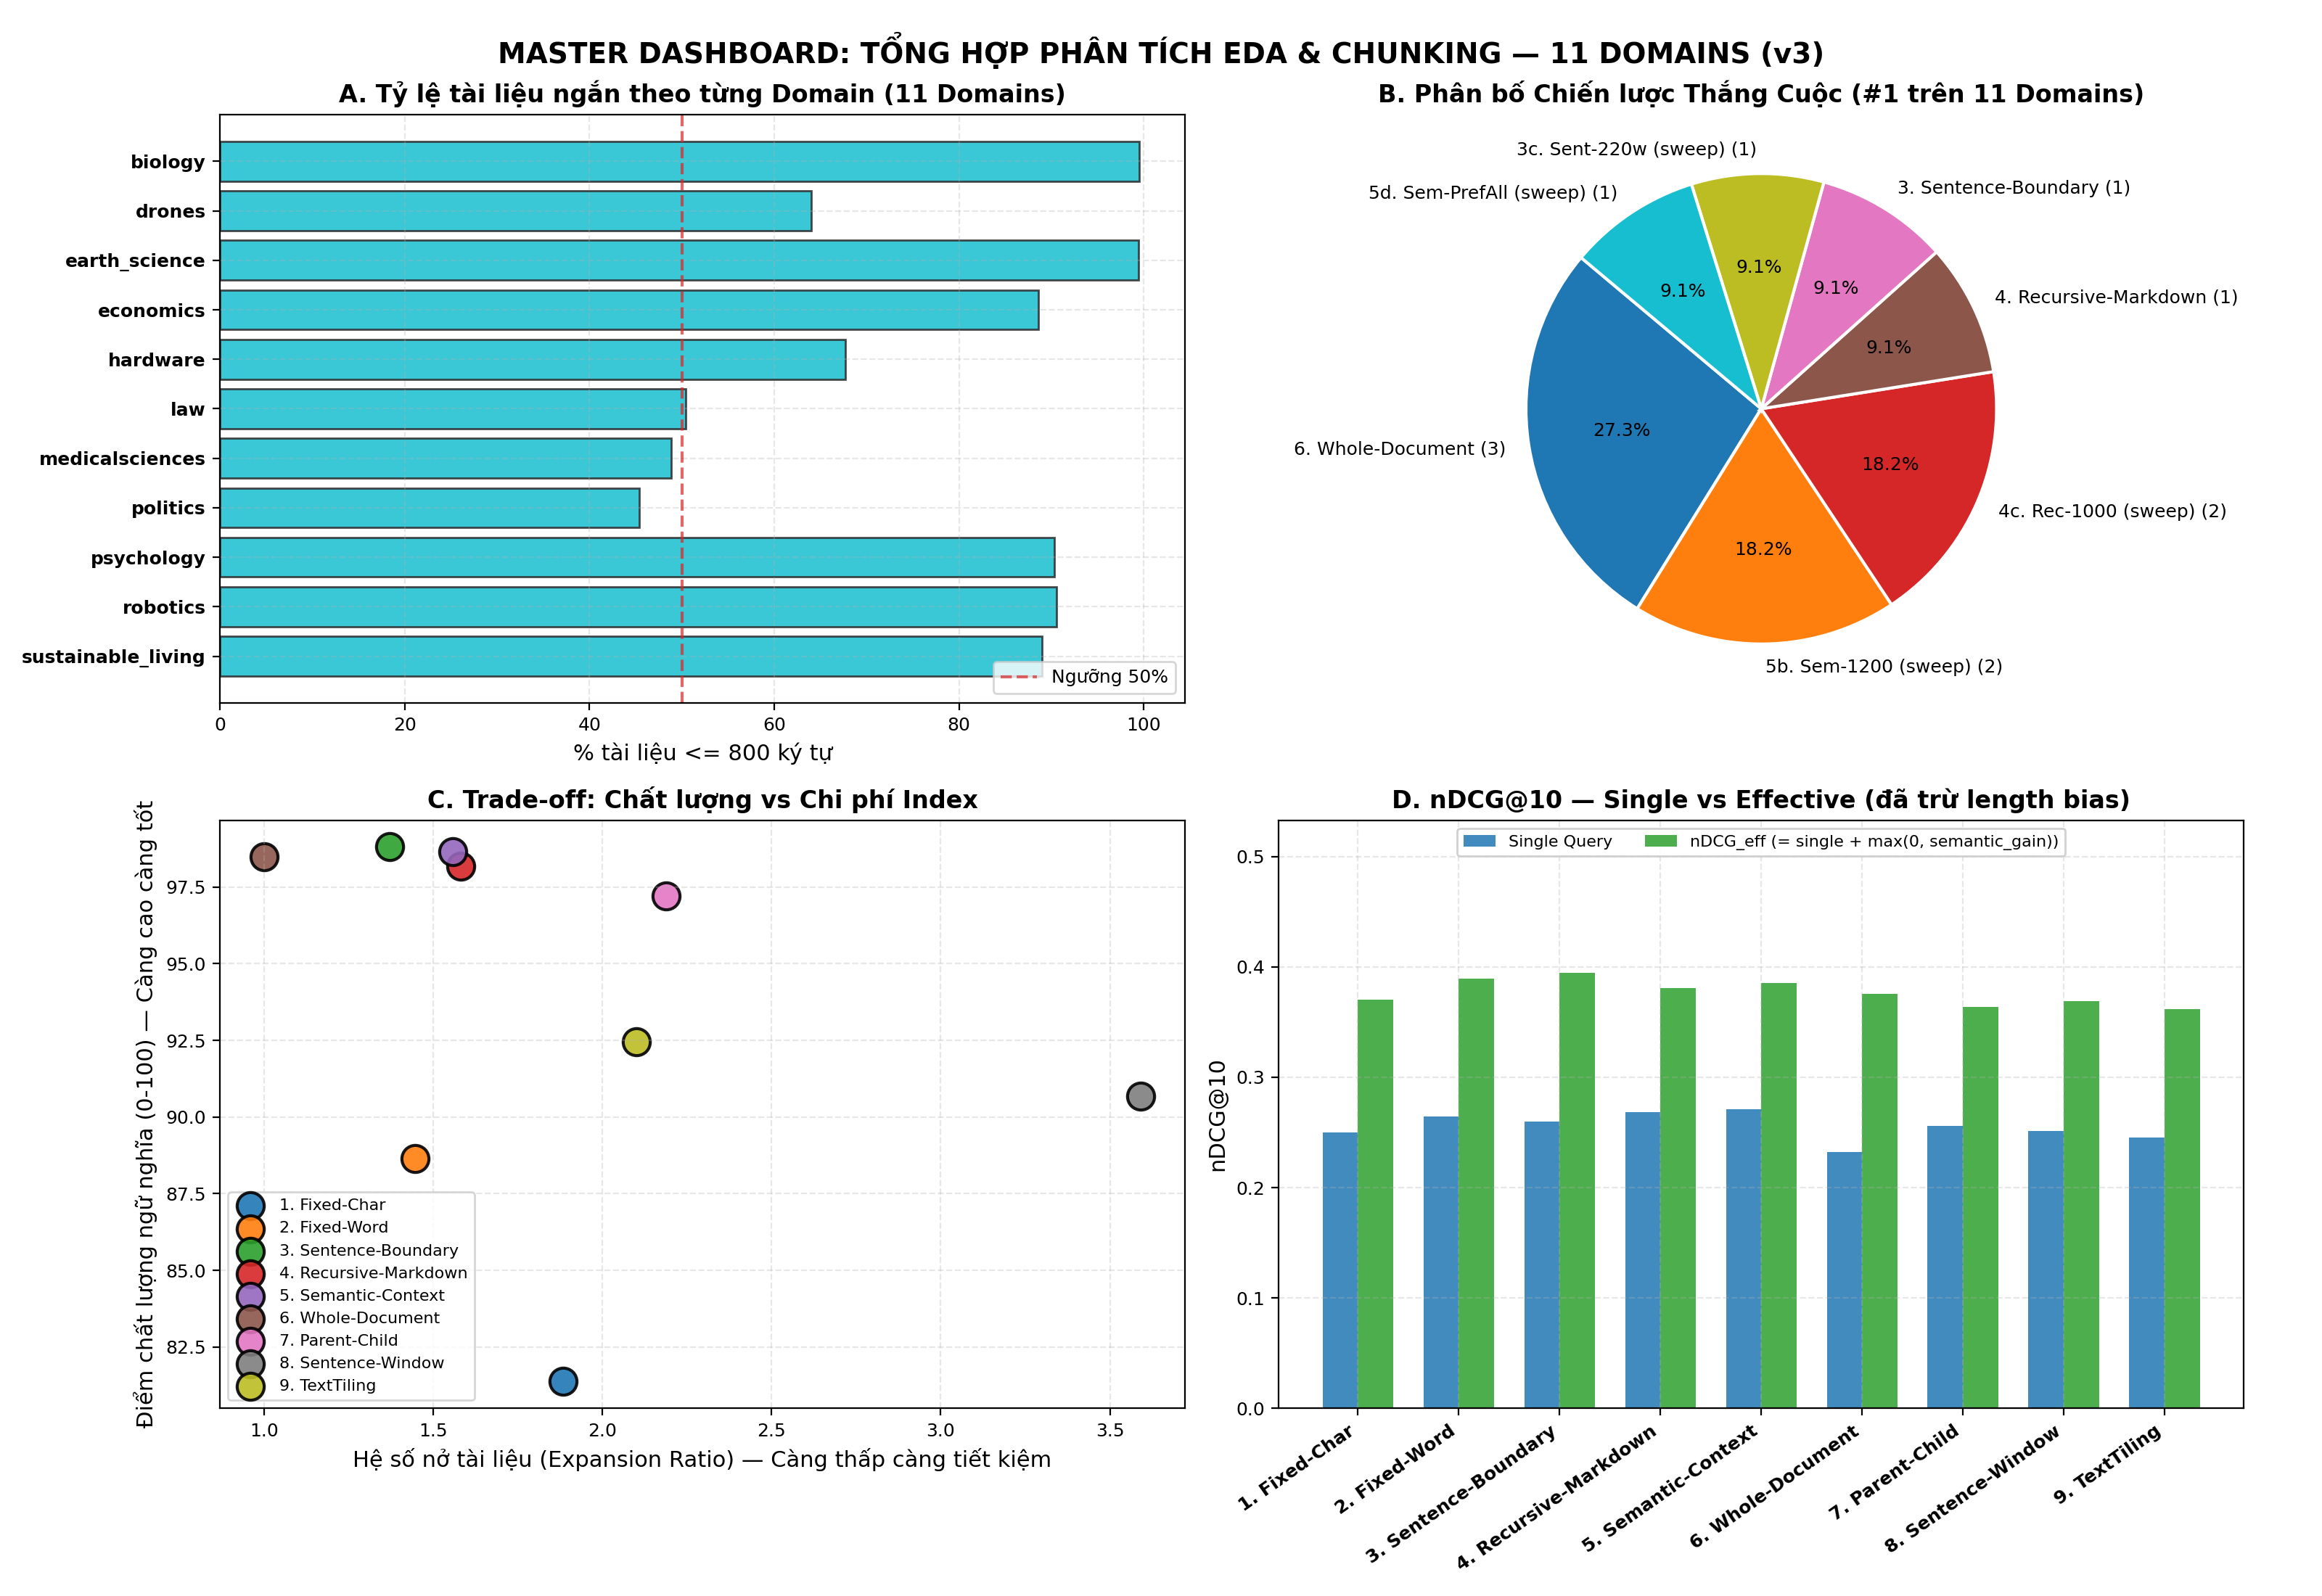 MASTER DASHBOARD: TỔNG HỢP PHÂN TÍCH EDA & CHUNKING — 11 DOMAINS (v3)
A. Tỷ lệ tài liệu ngắn theo từng Domain (11 Domains)
biology
drones
earth_science
economics
hardware
law
medicalsciences
politics
psychology
robotics
sustainable_living
Ngưỡng 50%
0 20 40 60 80 100
% tài liệu <= 800 ký tự
B. Phân bố Chiến lược Thắng Cuộc (#1 trên 11 Domains)
3c. Sent-220w (sweep) (1)
5d. Sem-PrefAll (sweep) (1)
3. Sentence-Boundary (1)
4. Recursive-Markdown (1)
6. Whole-Document (3)
4c. Rec-1000 (sweep) (2)
5b. Sem-1200 (sweep) (2)
9.1%
9.1%
9.1%
9.1%
27.3%
18.2%
18.2%
C. Trade-off: Chất lượng vs Chi phí Index
Điểm chất lượng ngữ nghĩa (0-100) — Càng cao càng tốt
97.5
95.0
92.5
90.0
87.5
85.0
82.5
1. Fixed-Char
2. Fixed-Word
3. Sentence-Boundary
4. Recursive-Markdown
5. Semantic-Context
6. Whole-Document
7. Parent-Child
8. Sentence-Window
9. TextTiling
1.0 1.5 2.0 2.5 3.0 3.5
Hệ số nở tài liệu (Expansion Ratio) — Càng thấp càng tiết kiệm
D. nDCG@10 — Single vs Effective (đã trừ length bias)
Single Query
nDCG_eff (= single + max(0, semantic_gain))
nDCG@10
0.5
0.4
0.3
0.2
0.1
0.0
1. Fixed-Char
2. Fixed-Word
3. Sentence-Boundary
4. Recursive-Markdown
5. Semantic-Context
6. Whole-Document
7. Parent-Child
8. Sentence-Window
9. TextTiling